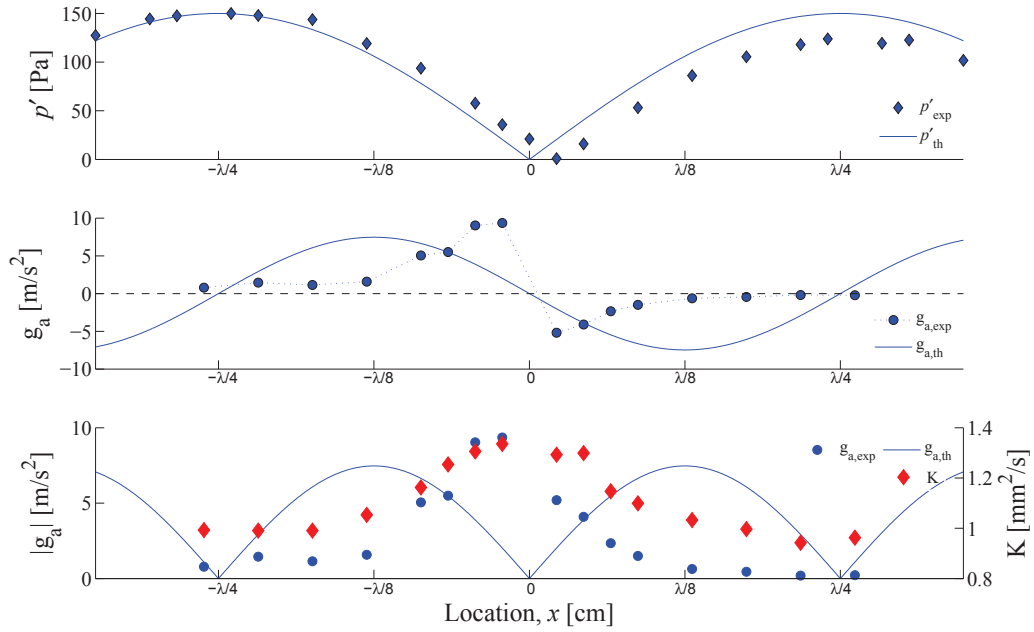 150
100
50
0
p′ [Pa]
p′exp
p′th
−λ/4
−λ/8
0
λ/8
λ/4
10
5
0
−5
−10
ga [m/s2]
ga,exp
ga,th
−λ/4
−λ/8
0
λ/8
λ/4
10
5
0
|ga| [m/s2]
ga,exp
ga,th
K
1.4
1.2
1
0.8
K [mm2/s]
−λ/4
−λ/8
0
λ/8
λ/4
Location, x [cm]